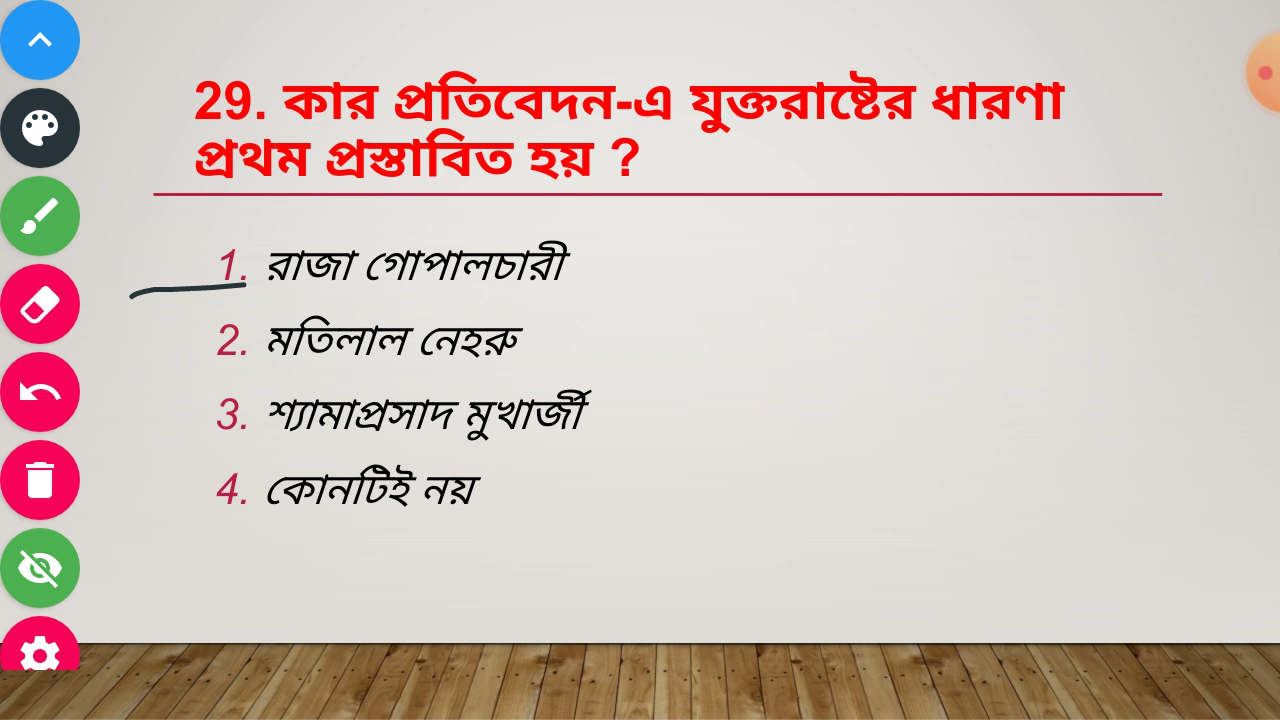 29. কার প্রতিবেদন-এ যুক্তরাষ্টের ধারণা
প্রথম প্রস্তাবিত হয় ?
1. রাজা গোপালচারী
2. মতিলাল নেহরু
3. শ্যামাপ্রসাদ মুখার্জী
4. কোনটিই নয়